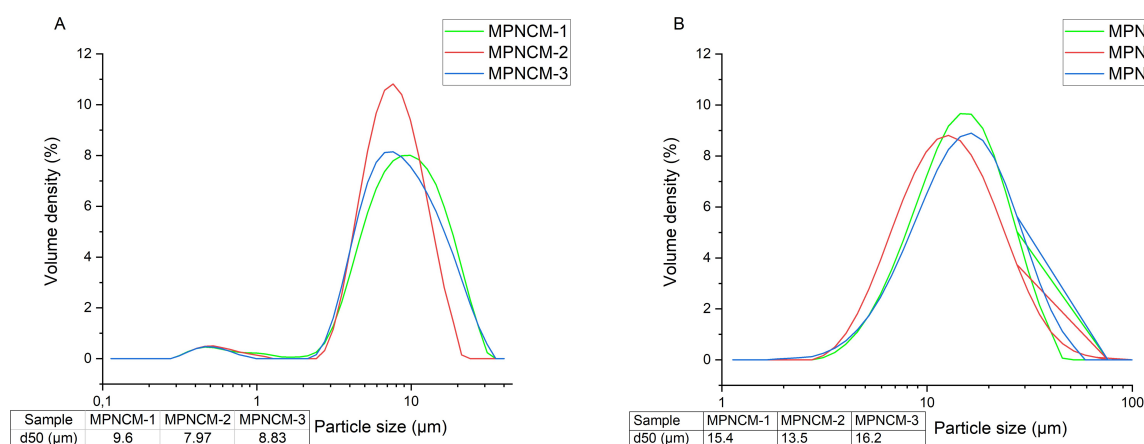 A
MPNCM-1
MPNCM-2
MPNCM-3
12
10
8
6
4
2
0
Volume density (%)
0,1
1
10
Particle size (µm)
Sample MPNCM-1 MPNCM-2 MPNCM-3
d50 (µm) 9.6 7.97 8.83
B
MPN
MPN
MPN
12
10
8
6
4
2
0
Volume density (%)
1
10
100
Particle size (µm)
Sample MPNCM-1 MPNCM-2 MPNCM-3
d50 (µm) 15.4 13.5 16.2